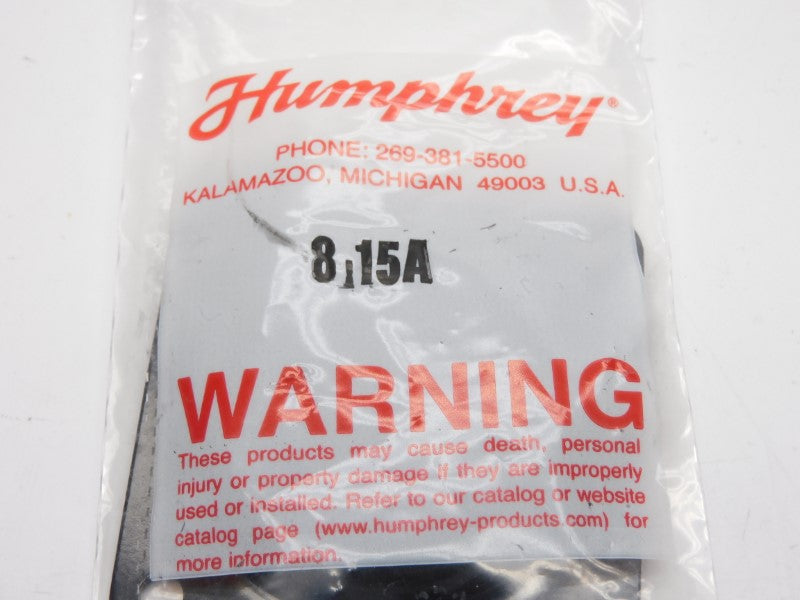 Humphrey®
PHONE: 269-381-5500
KALAMAZOO, MICHIGAN 49003 U.S.A.
8115A
WARNING
These products may cause death, personal
injury or property damage if they are improperly
used or installed. Refer to our catalog or website
catalog page (www.humphrey-products.com) for
more information.